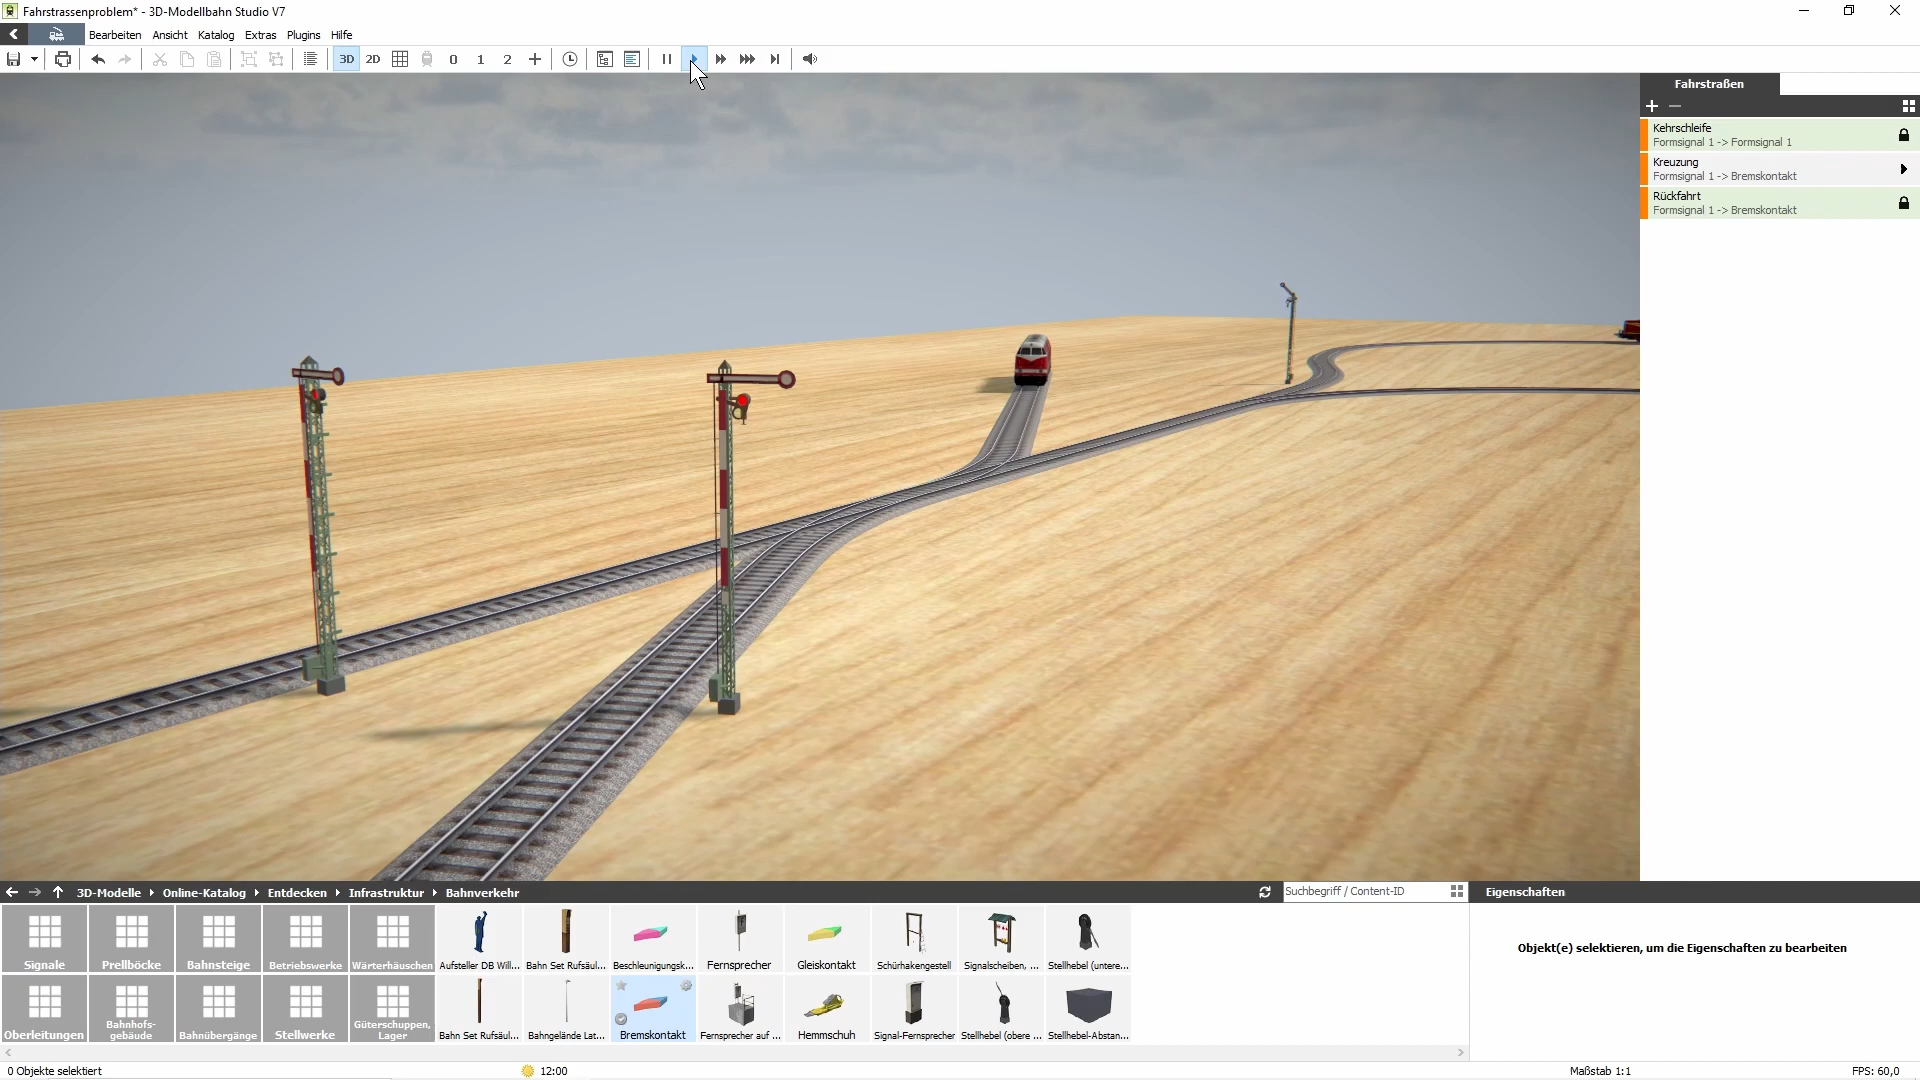 Fahrstrassenproblem* - 3D-Modellbahn Studio V7
Bearbeiten Ansicht Katalog Extras Plugins Hilfe
3D 2D 0 1 2
Fahrstraßen
Kehrschleife
Formsignal 1 -> Formsignal 1
Kreuzung
Formsignal 1 -> Bremskontakt
Rückfahrt
Formsignal 1 -> Bremskontakt
3D-Modelle Online-Katalog Entdecken Infrastruktur Bahnverkehr
Suchbegriff / Content-ID
Eigenschaften
Signale Prellböcke Bahnsteige Betriebswerke Wärterhäuschen Aufsteller DB Will... Bahn Set Rufsäul... Beschleunigungsk... Fernsprecher Gleiskontakt Schürhakengestell Signalscheiben, ... Stellhebel (untere...
Oberleitungen Bahnhofs-
gebäude Bahnübergänge Stellwerke Güterschuppen,
Lager Bahn Set Rufsäul... Bahngelände Lat... Bremskontakt Fernsprecher auf ... Hemmschuh Signal-Fernsprecher Stellhebel (obere ... Stellhebel-Abstan...
Objekt(e) selektieren, um die Eigenschaften zu bearbeiten
0 Objekte selektiert
12:00
Maßstab 1:1
FPS: 60,0